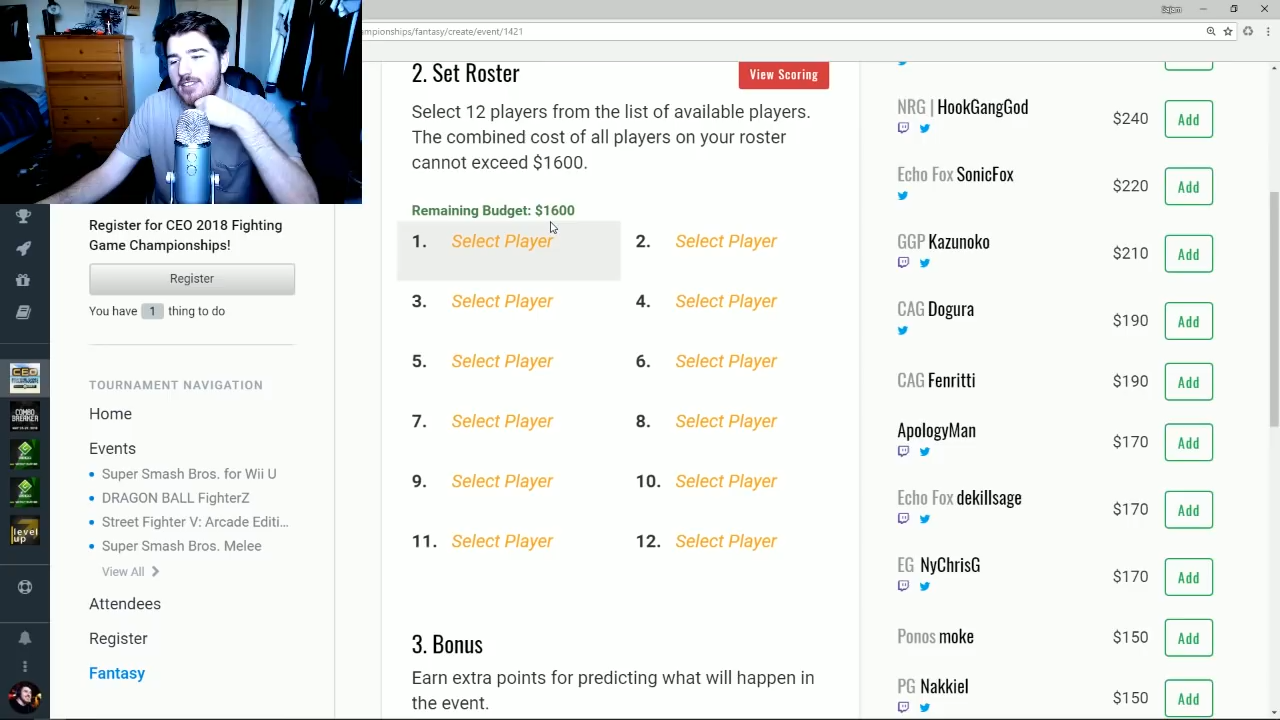 mpionships/fantasy/create/event/1421
2. Set Roster
View Scoring
Select 12 players from the list of available players.
The combined cost of all players on your roster
cannot exceed $1600.
Remaining Budget: $1600
1. Select Player
2. Select Player
3. Select Player
4. Select Player
5. Select Player
6. Select Player
7. Select Player
8. Select Player
9. Select Player
10. Select Player
11. Select Player
12. Select Player
3. Bonus
Earn extra points for predicting what will happen in
the event.
Register for CEO 2018 Fighting
Game Championships!
Register
You have 1 thing to do
TOURNAMENT NAVIGATION
Home
Events
Super Smash Bros. for Wii U
DRAGON BALL FighterZ
Street Fighter V: Arcade Editi...
Super Smash Bros. Melee
View All
Attendees
Register
Fantasy
CEO
COMBO
BREAKER
level
up
NRG | HookGangGod $240 Add
Echo Fox SonicFox $220 Add
GGP Kazunoko $210 Add
CAG Dogura $190 Add
CAG Fenritti $190 Add
ApologyMan $170 Add
Echo Fox dekillsage $170 Add
EG NyChrisG $170 Add
Ponos moke $150 Add
PG Nakkiel $150 Add